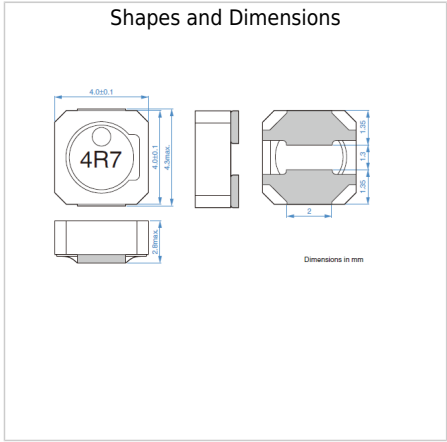 Shapes and Dimensions
4.0±0.1
4R7
4.0±0.1
4.3max.
1.35
1.3
1.35
2
2.8max.
Dimensions in mm